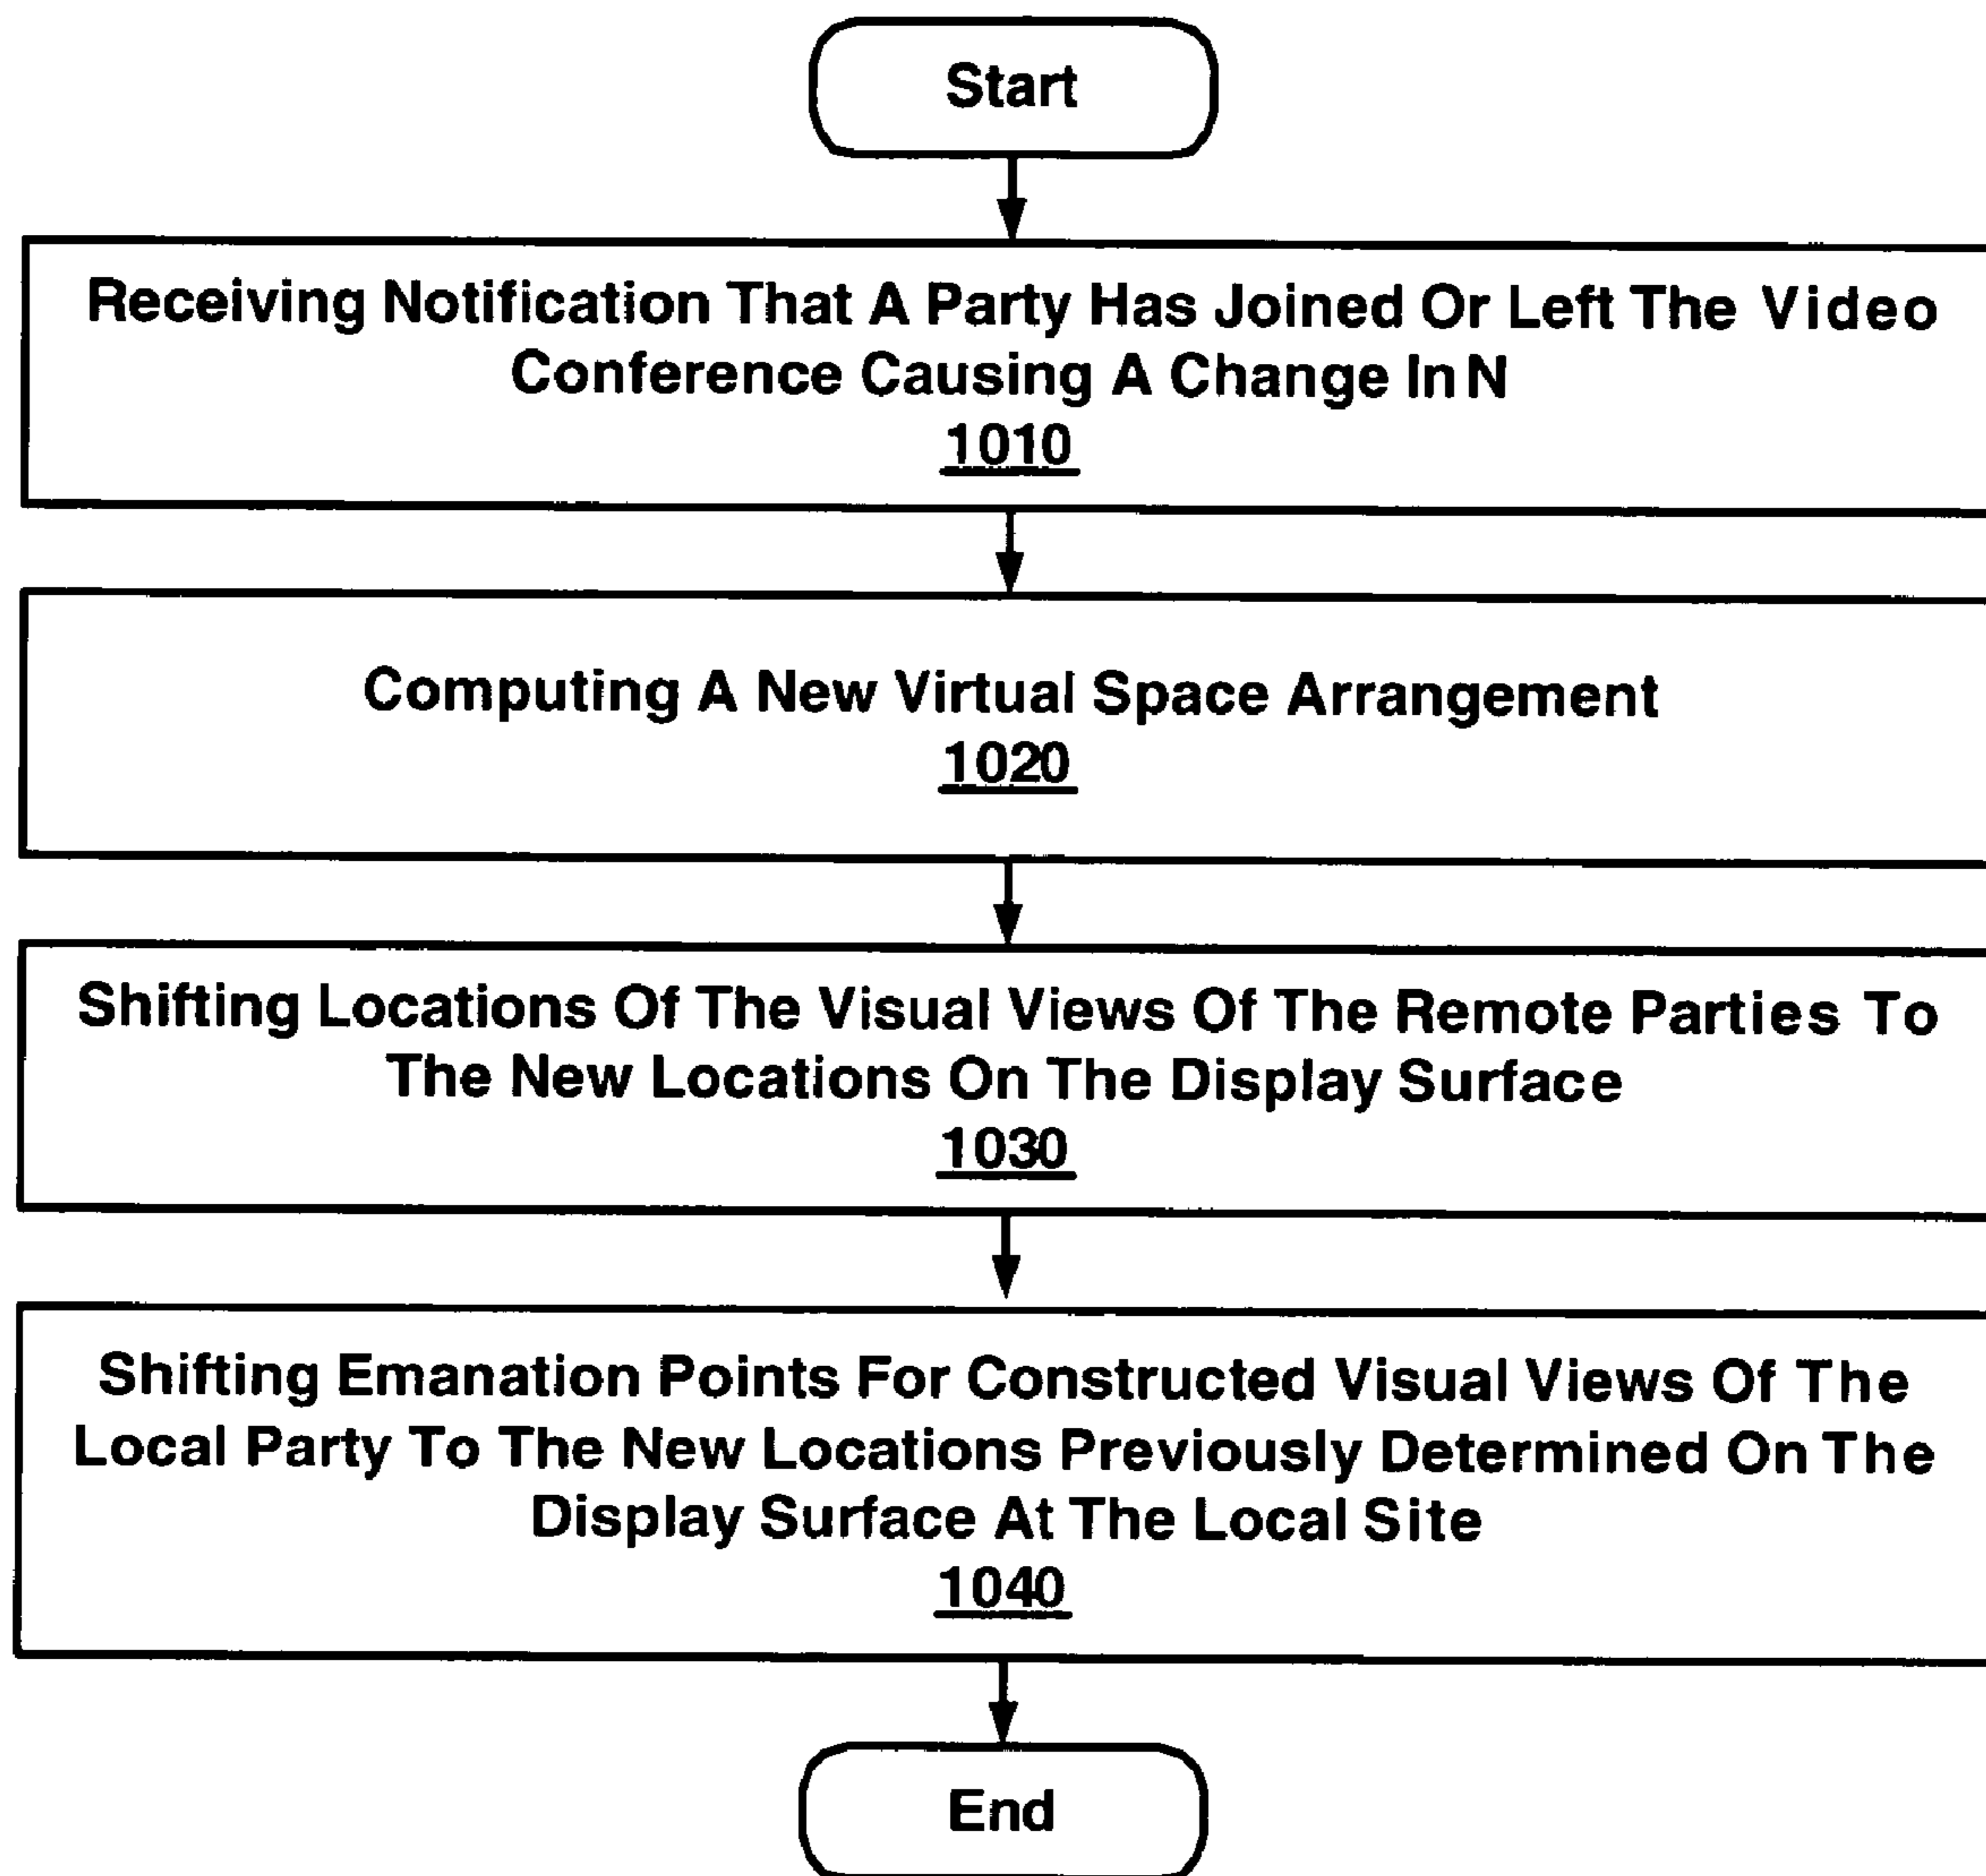 Start
Receiving Notification That A Party Has Joined Or Left The Video
Conference Causing A Change In N
1010
Computing A New Virtual Space Arrangement
1020
Shifting Locations Of The Visual Views Of The Remote Parties To
The New Locations On The Display Surface
1030
Shifting Emanation Points For Constructed Visual Views Of The
Local Party To The New Locations Previously Determined On The
Display Surface At The Local Site
1040
End